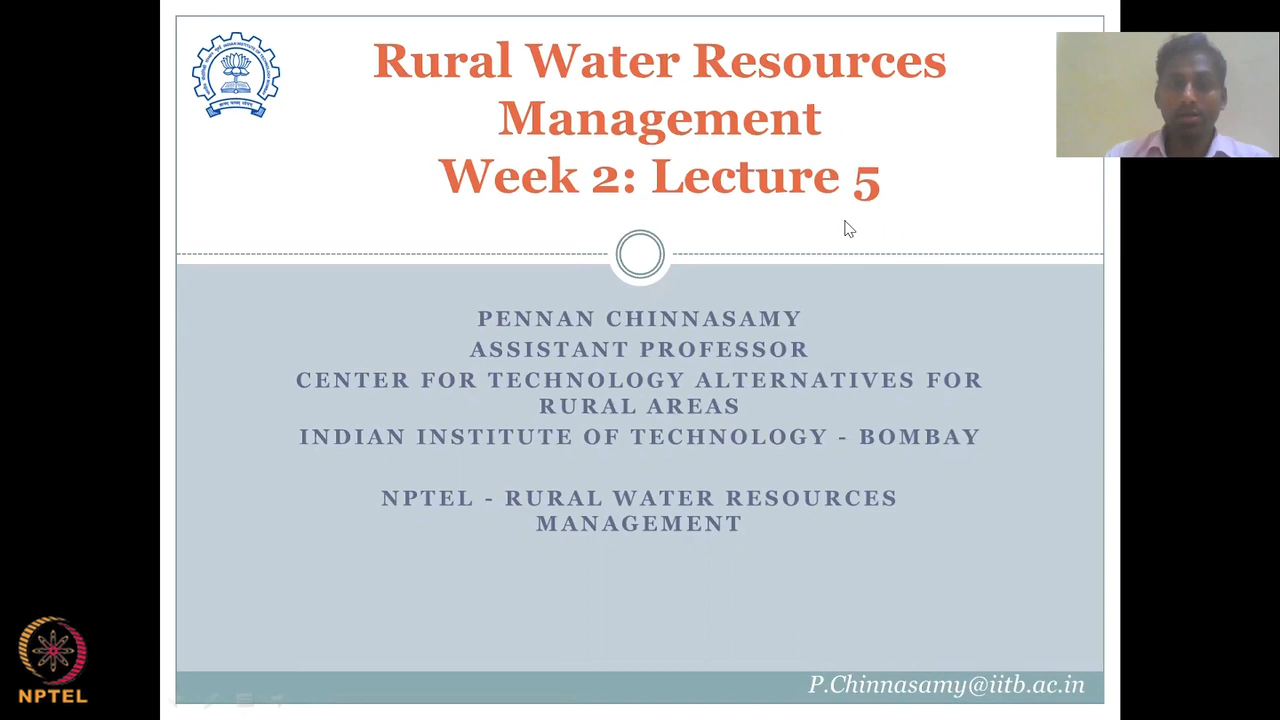 Rural Water Resources
Management
Week 2: Lecture 5
PENNAN CHINNASAMY
ASSISTANT PROFESSOR
CENTER FOR TECHNOLOGY ALTERNATIVES FOR
RURAL AREAS
INDIAN INSTITUTE OF TECHNOLOGY - BOMBAY
NPTEL - RURAL WATER RESOURCES
MANAGEMENT
P.Chinnasamy@iitb.ac.in
NPTEL